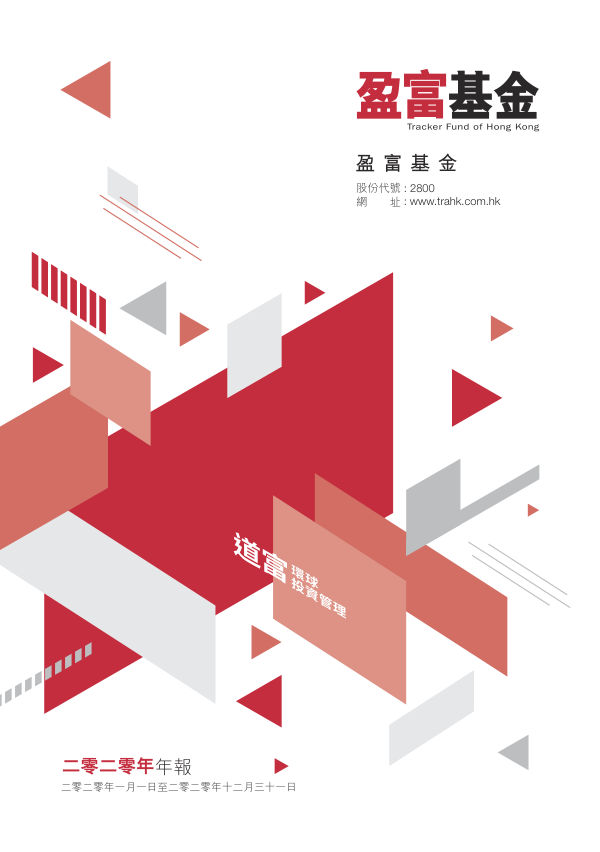 盈富基金
Tracker Fund of Hong Kong
盈富基金
股份代號 : 2800
網　　址 : www.trahk.com.hk
道富 環球
投資管理
二零二零年年報
二零二零年一月一日至二零二零年十二月三十一日